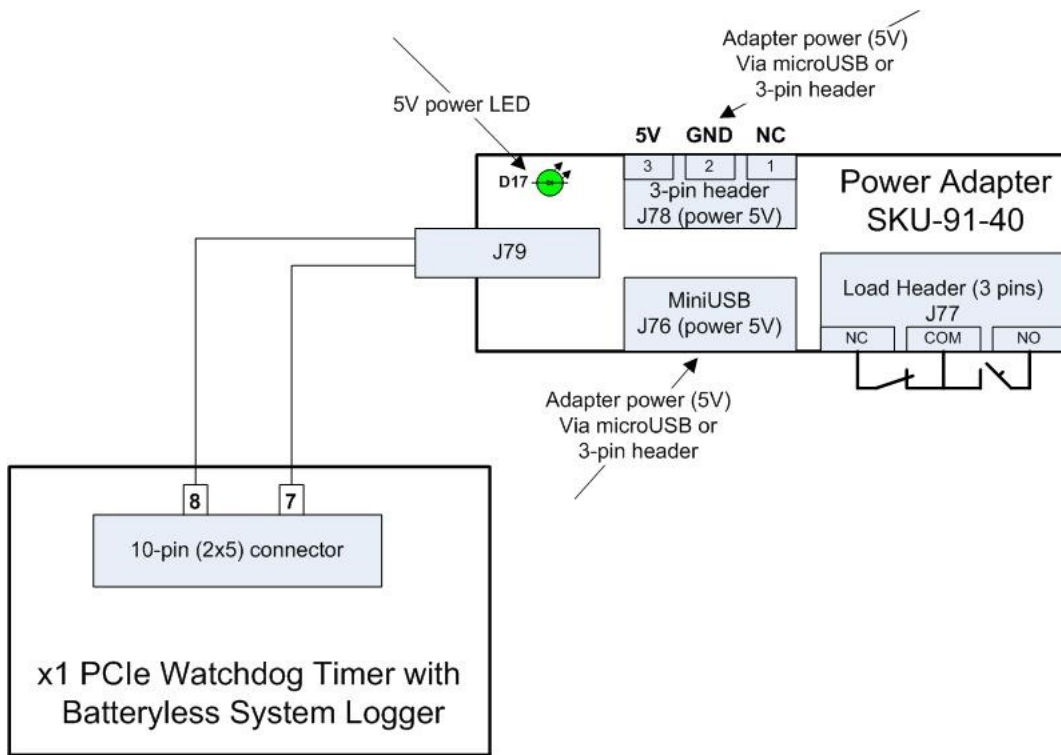 Adapter power (5V)
Via microUSB or
3-pin header
5V power LED
5V GND NC
D17
3 2 1
3-pin header
J78 (power 5V)
Power Adapter
SKU-91-40
J79
MiniUSB
J76 (power 5V)
Load Header (3 pins)
J77
NC COM NO
Adapter power (5V)
Via microUSB or
3-pin header
8 7
10-pin (2x5) connector
x1 PCIe Watchdog Timer with
Batteryless System Logger